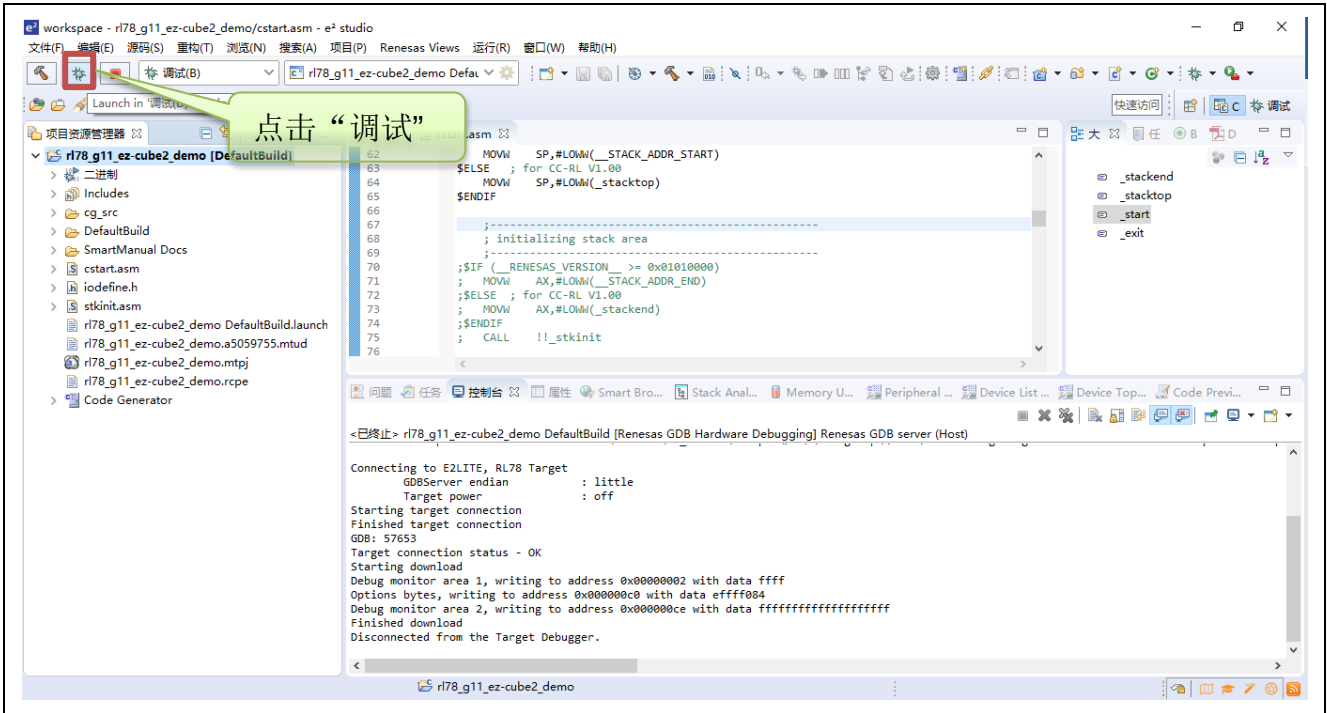 workspace - rl78_g11_ez-cube2_demo/cstart.asm - e² studio
文件(F) 编辑(E) 源码(S) 重构(T) 浏览(N) 搜索(A) 项目(P) Renesas Views 运行(R) 窗口(W) 帮助(H)
调试(B) rl78_g11_ez-cube2_demo Defau
Launch in '调试(
点击“调试”
快速访问 C 调试
项目资源管理器 start.asm 大 任 B D
rl78_g11_ez-cube2_demo [DefaultBuild]
二进制
Includes
cg_src
DefaultBuild
SmartManual Docs
cstart.asm
iodefine.h
stkinit.asm
rl78_g11_ez-cube2_demo DefaultBuild.launch
rl78_g11_ez-cube2_demo.a5059755.mtud
rl78_g11_ez-cube2_demo.mtpj
rl78_g11_ez-cube2_demo.rcpe
Code Generator
62 MOVW SP,#LOWW(__STACK_ADDR_START)
63 $ELSE ; for CC-RL V1.00
64 MOVW SP,#LOWW(_stacktop)
65 $ENDIF
66
67 ;--------------------------------------------------
68 ; initializing stack area
69 ;--------------------------------------------------
70 ;$IF (__RENESAS_VERSION__ >= 0x01010000)
71 ; MOVW AX,#LOWW(__STACK_ADDR_END)
72 ;$ELSE ; for CC-RL V1.00
73 ; MOVW AX,#LOWW(_stackend)
74 ;$ENDIF
75 ; CALL !!_stkinit
76
_stackend
_stacktop
_start
_exit
问题 任务 控制台 属性 Smart Bro... Stack Anal... Memory U... Peripheral ... Device List ... Device Top... Code Previ...
<已终止> rl78_g11_ez-cube2_demo DefaultBuild [Renesas GDB Hardware Debugging] Renesas GDB server (Host)
Connecting to E2LITE, RL78 Target
GDBServer endian : little
Target power : off
Starting target connection
Finished target connection
GDB: 57653
Target connection status - OK
Starting download
Debug monitor area 1, writing to address 0x00000002 with data ffff
Options bytes, writing to address 0x000000c0 with data effff084
Debug monitor area 2, writing to address 0x000000ce with data ffffffffffffffffffff
Finished download
Disconnected from the Target Debugger.
rl78_g11_ez-cube2_demo